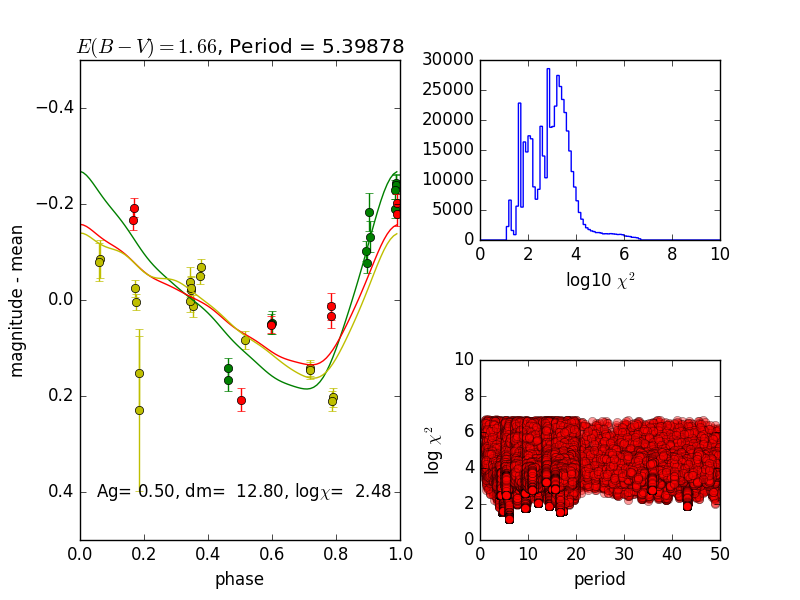 E(B − V) = 1.66, Period = 5.39878
−0.4
−0.2
0.0
0.2
0.4
magnitude - mean
Ag= 0.50, dm= 12.80, logχ= 2.48
0.0 0.2 0.4 0.6 0.8 1.0
phase
30000
25000
20000
15000
10000
5000
0
0 2 4 6 8 10
log10 χ²
10
8
6
4
2
0
log χ²
0 10 20 30 40 50
period